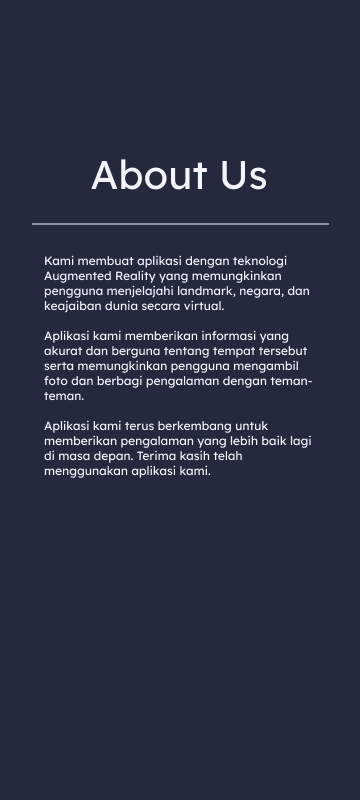 About Us
Kami membuat aplikasi dengan teknologi
Augmented Reality yang memungkinkan
pengguna menjelajahi landmark, negara, dan
keajaiban dunia secara virtual.
Aplikasi kami memberikan informasi yang
akurat dan berguna tentang tempat tersebut
serta memungkinkan pengguna mengambil
foto dan berbagi pengalaman dengan teman-
teman.
Aplikasi kami terus berkembang untuk
memberikan pengalaman yang lebih baik lagi
di masa depan. Terima kasih telah
menggunakan aplikasi kami.